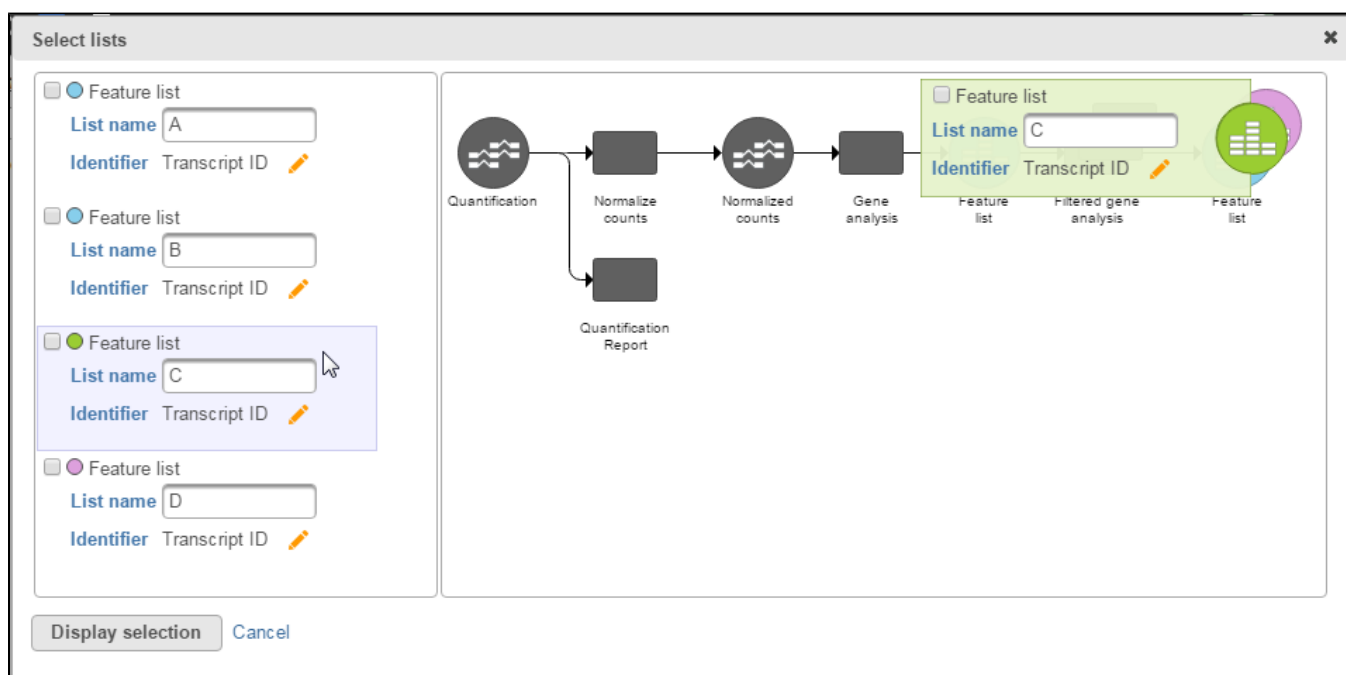 Select lists
Feature list
List name A
Identifier Transcript ID
Feature list
List name B
Identifier Transcript ID
Feature list
List name C
Identifier Transcript ID
Feature list
List name D
Identifier Transcript ID
Feature list
List name C
Identifier Transcript ID
Quantification
Normalize
counts
Normalized
counts
Gene
analysis
Feature
list
Filtered gene
analysis
Feature
list
Quantification
Report
Display selection Cancel